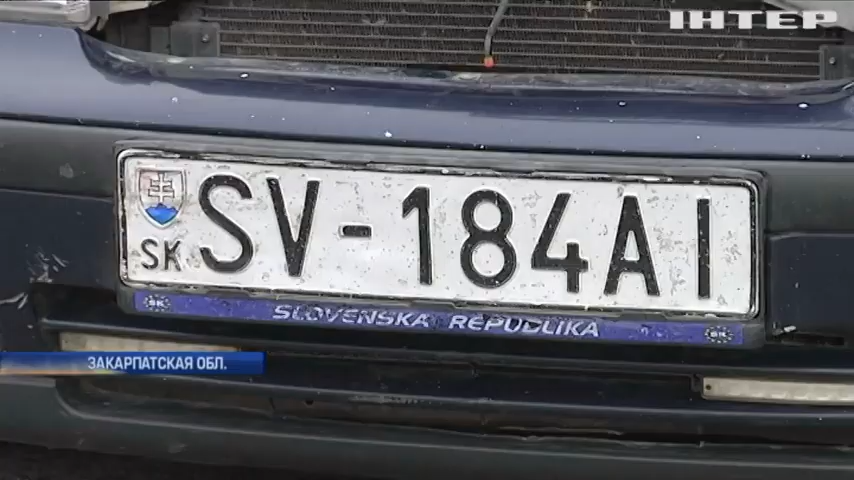 ІНТЕР
SV-184AI
SK
SLOVENSKA REPUBLIKA
ЗАКАРПАТСКАЯ ОБЛ.